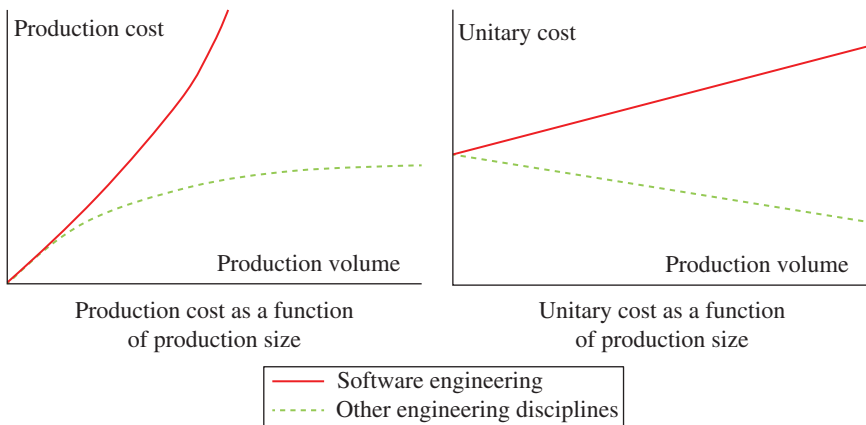 Production cost
Production volume
Production cost as a function
of production size
Unitary cost
Production volume
Unitary cost as a function
of production size
Software engineering
Other engineering disciplines